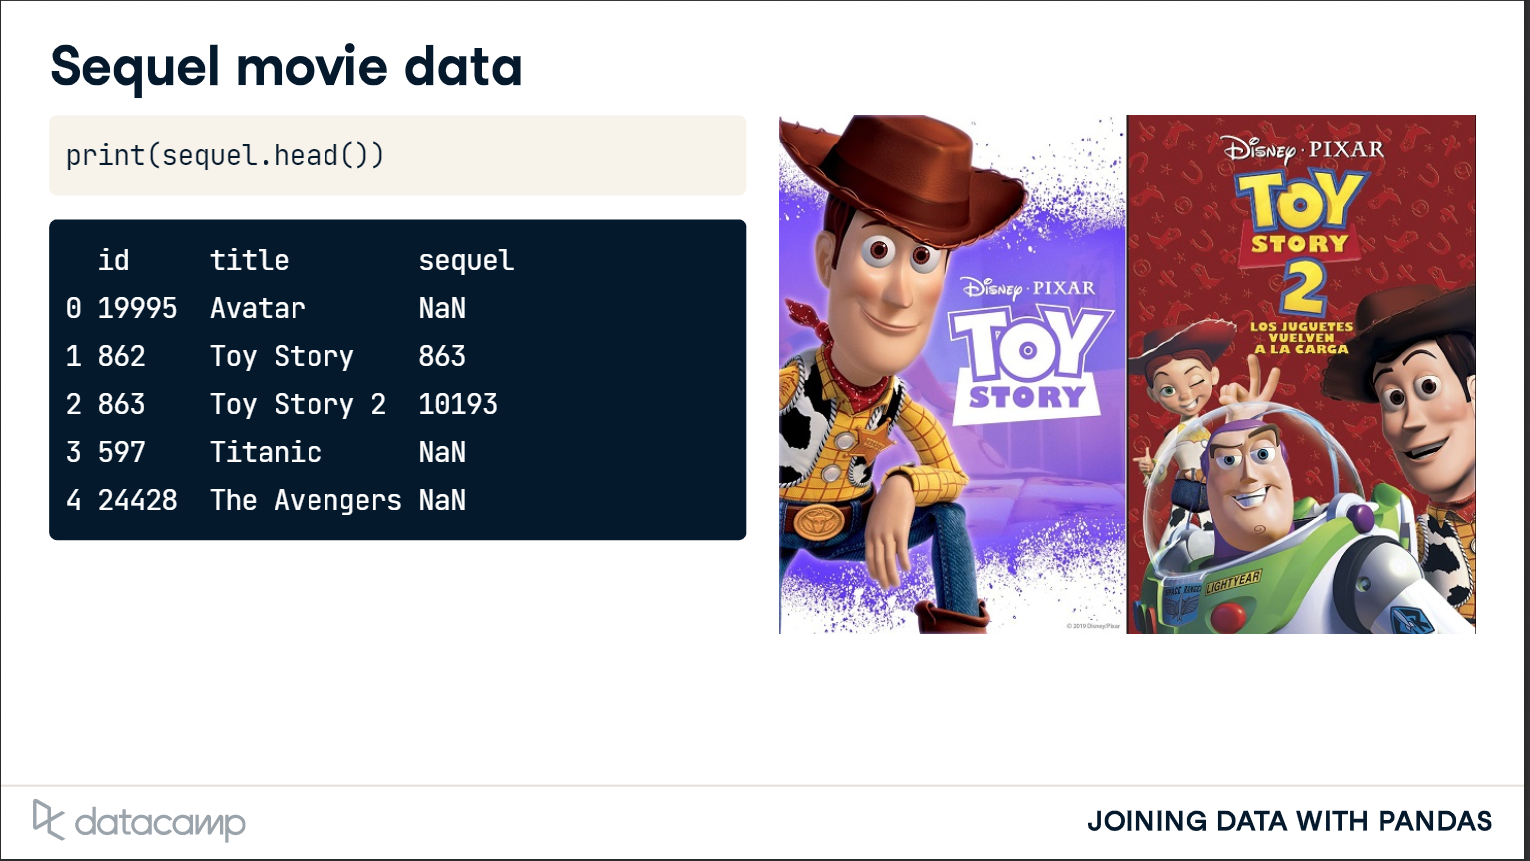 Sequel movie data
print(sequel.head())
id title sequel
0 19995 Avatar NaN
1 862 Toy Story 863
2 863 Toy Story 2 10193
3 597 Titanic NaN
4 24428 The Avengers NaN
Disney · PIXAR
TOY
STORY
© 2019 Disney/Pixar
Disney · PIXAR
TOY
STORY
2
LOS JUGUETES
VUELVEN
A LA CARGA
SPACE RANGER
LIGHTYEAR
datacamp
JOINING DATA WITH PANDAS